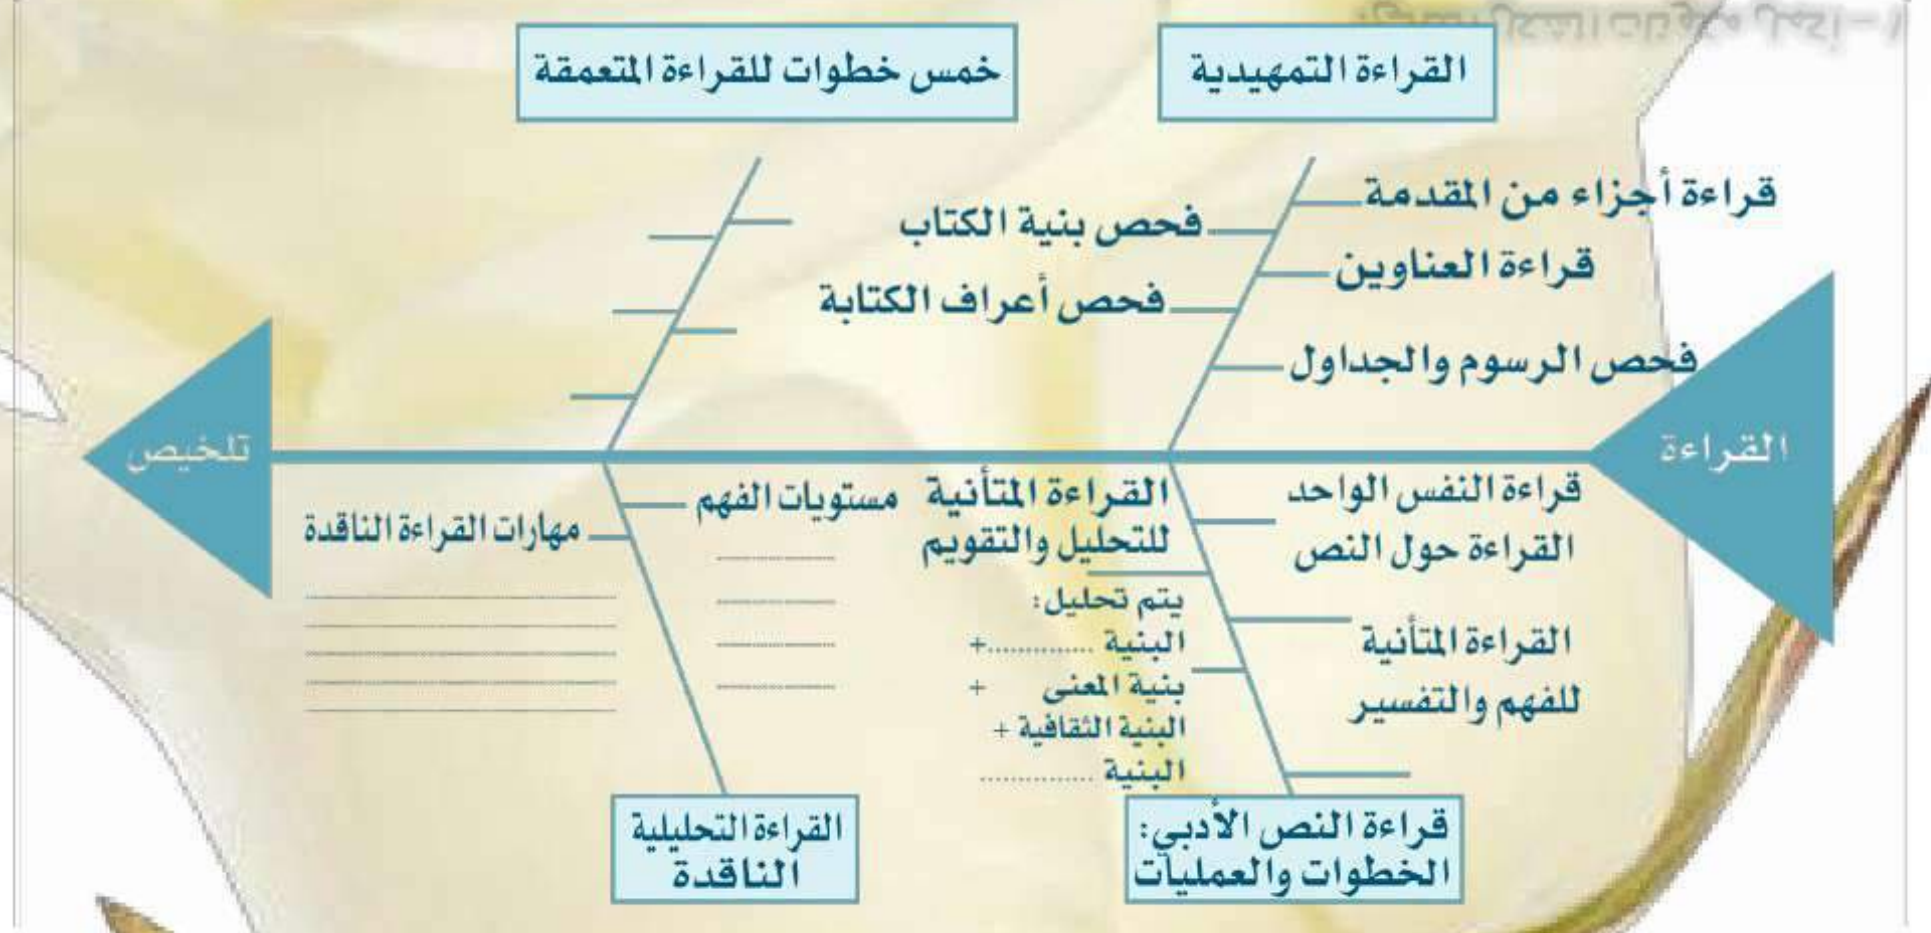 القراءة التمهيدية
خمس خطوات للقراءة المتعمقة
قراءة أجزاء من المقدمة
فحص بنية الكتاب
قراءة العناوين
فحص أعراف الكتابة
فحص الرسوم والجداول
القراءة
تلخيص
قراءة النفس الواحد
القراءة حول النص
القراءة المتأنية
للفهم والتفسير
القراءة المتأنية
للتحليل والتقويم
يتم تحليل:
البنية ..............+
بنية المعنى +
البنية الثقافية +
البنية ...............
مستويات الفهم
مهارات القراءة الناقدة
قراءة النص الأدبي:
الخطوات والعمليات
القراءة التحليلية
الناقدة